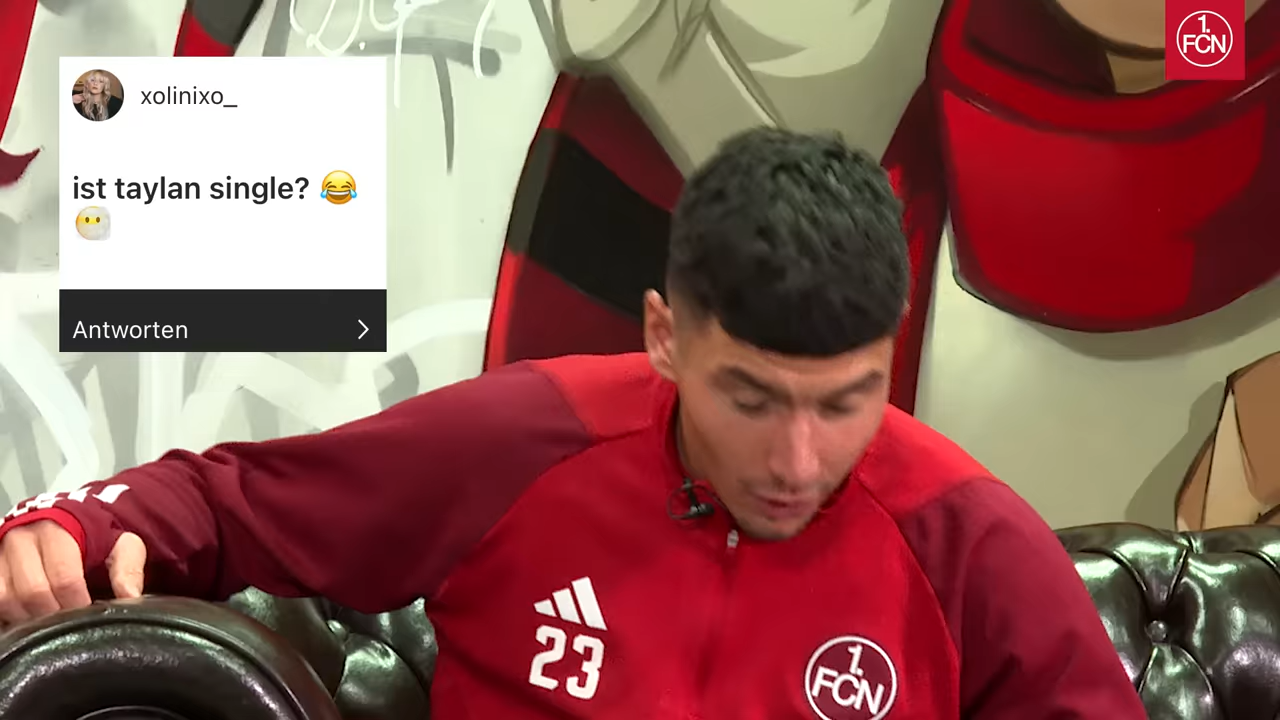 1.
FCN
xolinixo_
ist taylan single? 😂
😶
Antworten
23
1.
FCN